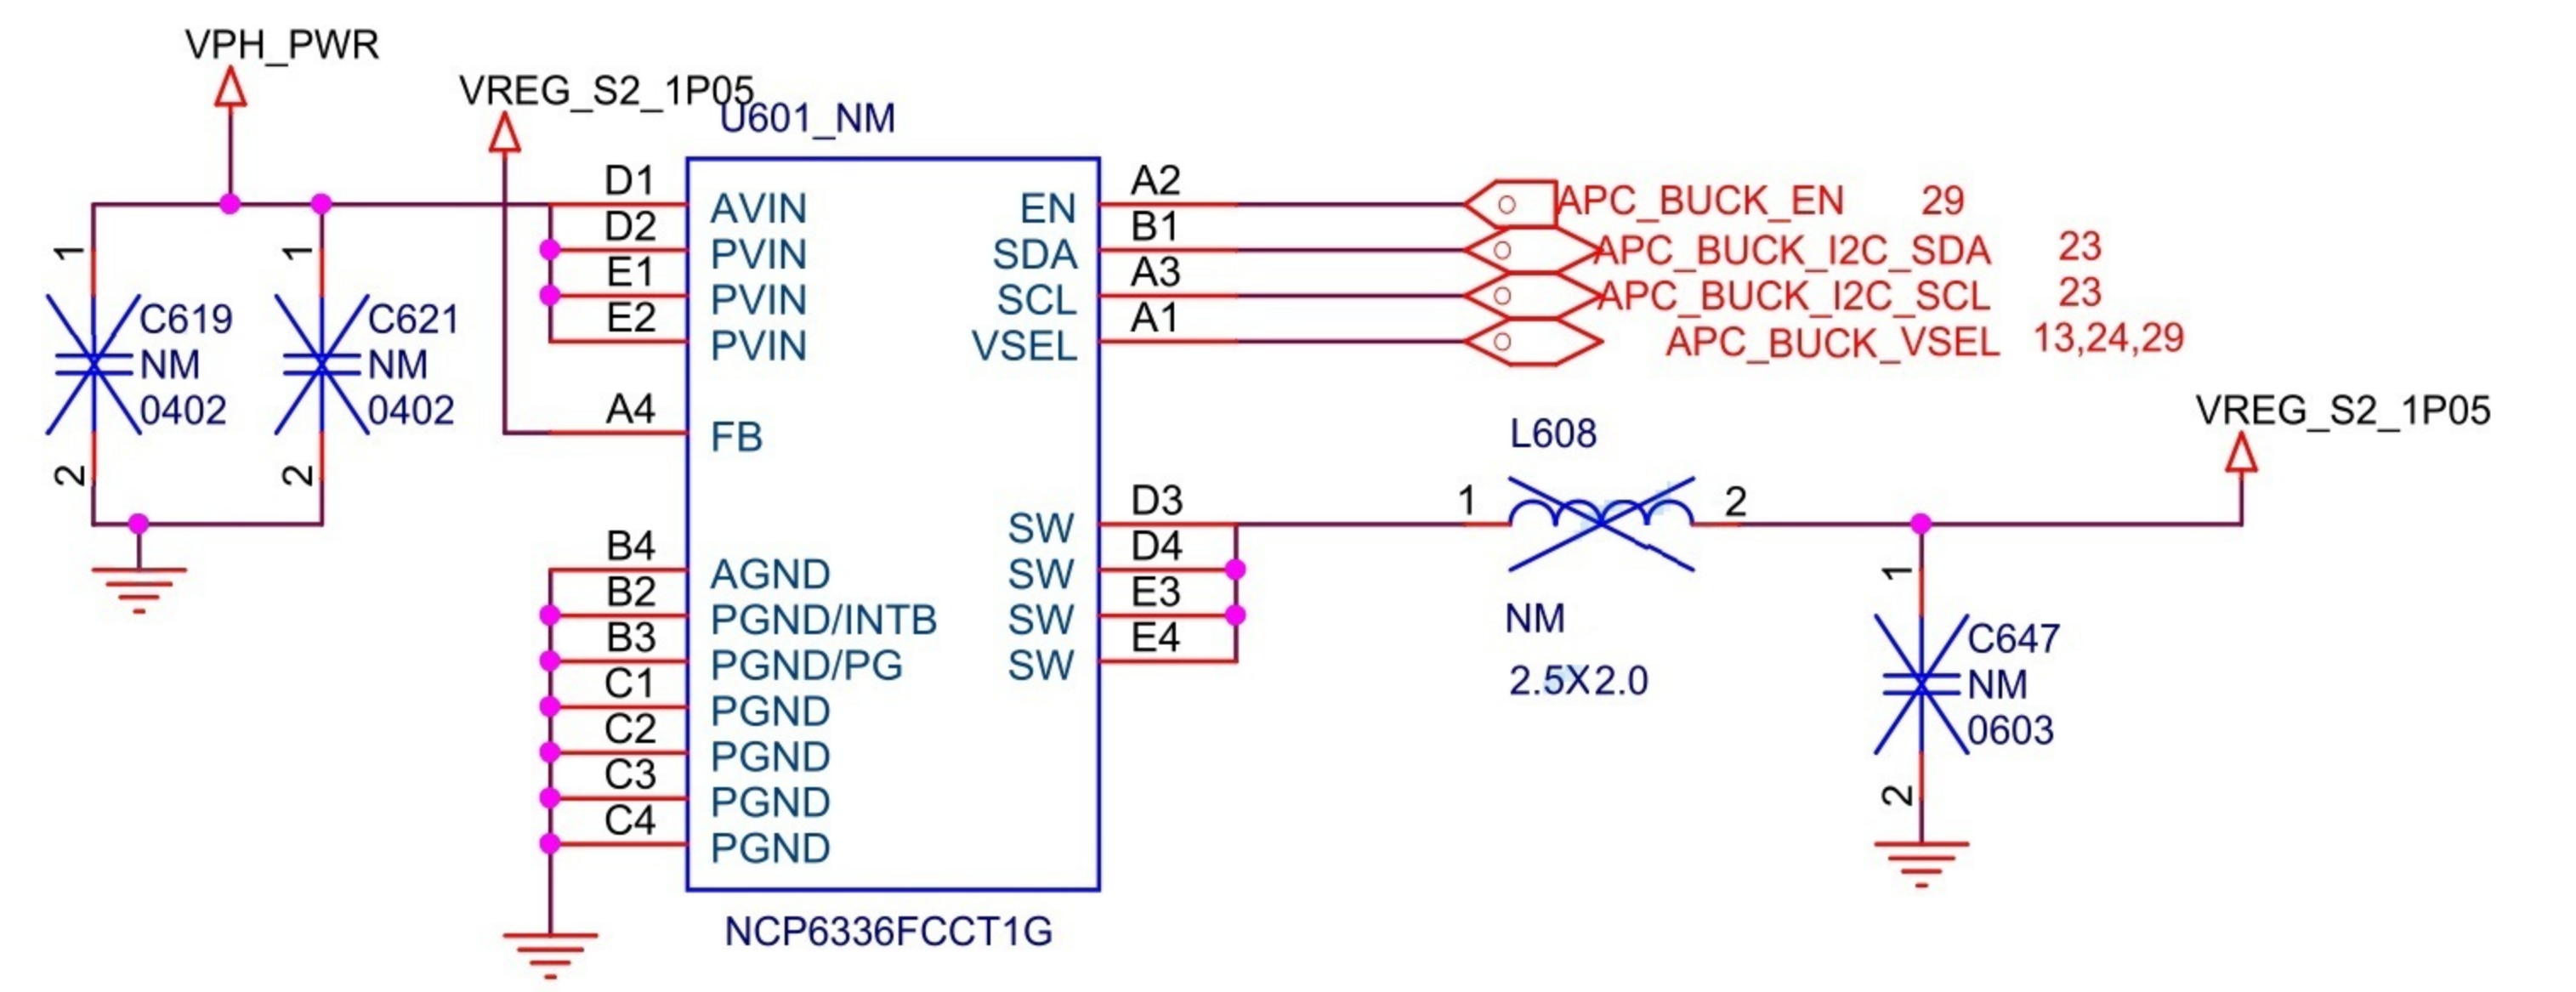 VPH_PWR
VREG_S2_1P05
U601_NM
D1
AVIN
D2
PVIN
E1
PVIN
E2
PVIN
A4
FB
B4
AGND
B2
PGND/INTB
B3
PGND/PG
C1
PGND
C2
PGND
C3
PGND
C4
PGND
EN
A2
APC_BUCK_EN 29
SDA
B1
APC_BUCK_I2C_SDA 23
SCL
A3
APC_BUCK_I2C_SCL 23
VSEL
A1
APC_BUCK_VSEL 13,24,29
SW
D3
SW
D4
SW
E3
SW
E4
NCP6336FCCT1G
1
C619
NM
0402
2
1
C621
NM
0402
2
L608
1
2
NM
2.5X2.0
VREG_S2_1P05
1
C647
NM
0603
2